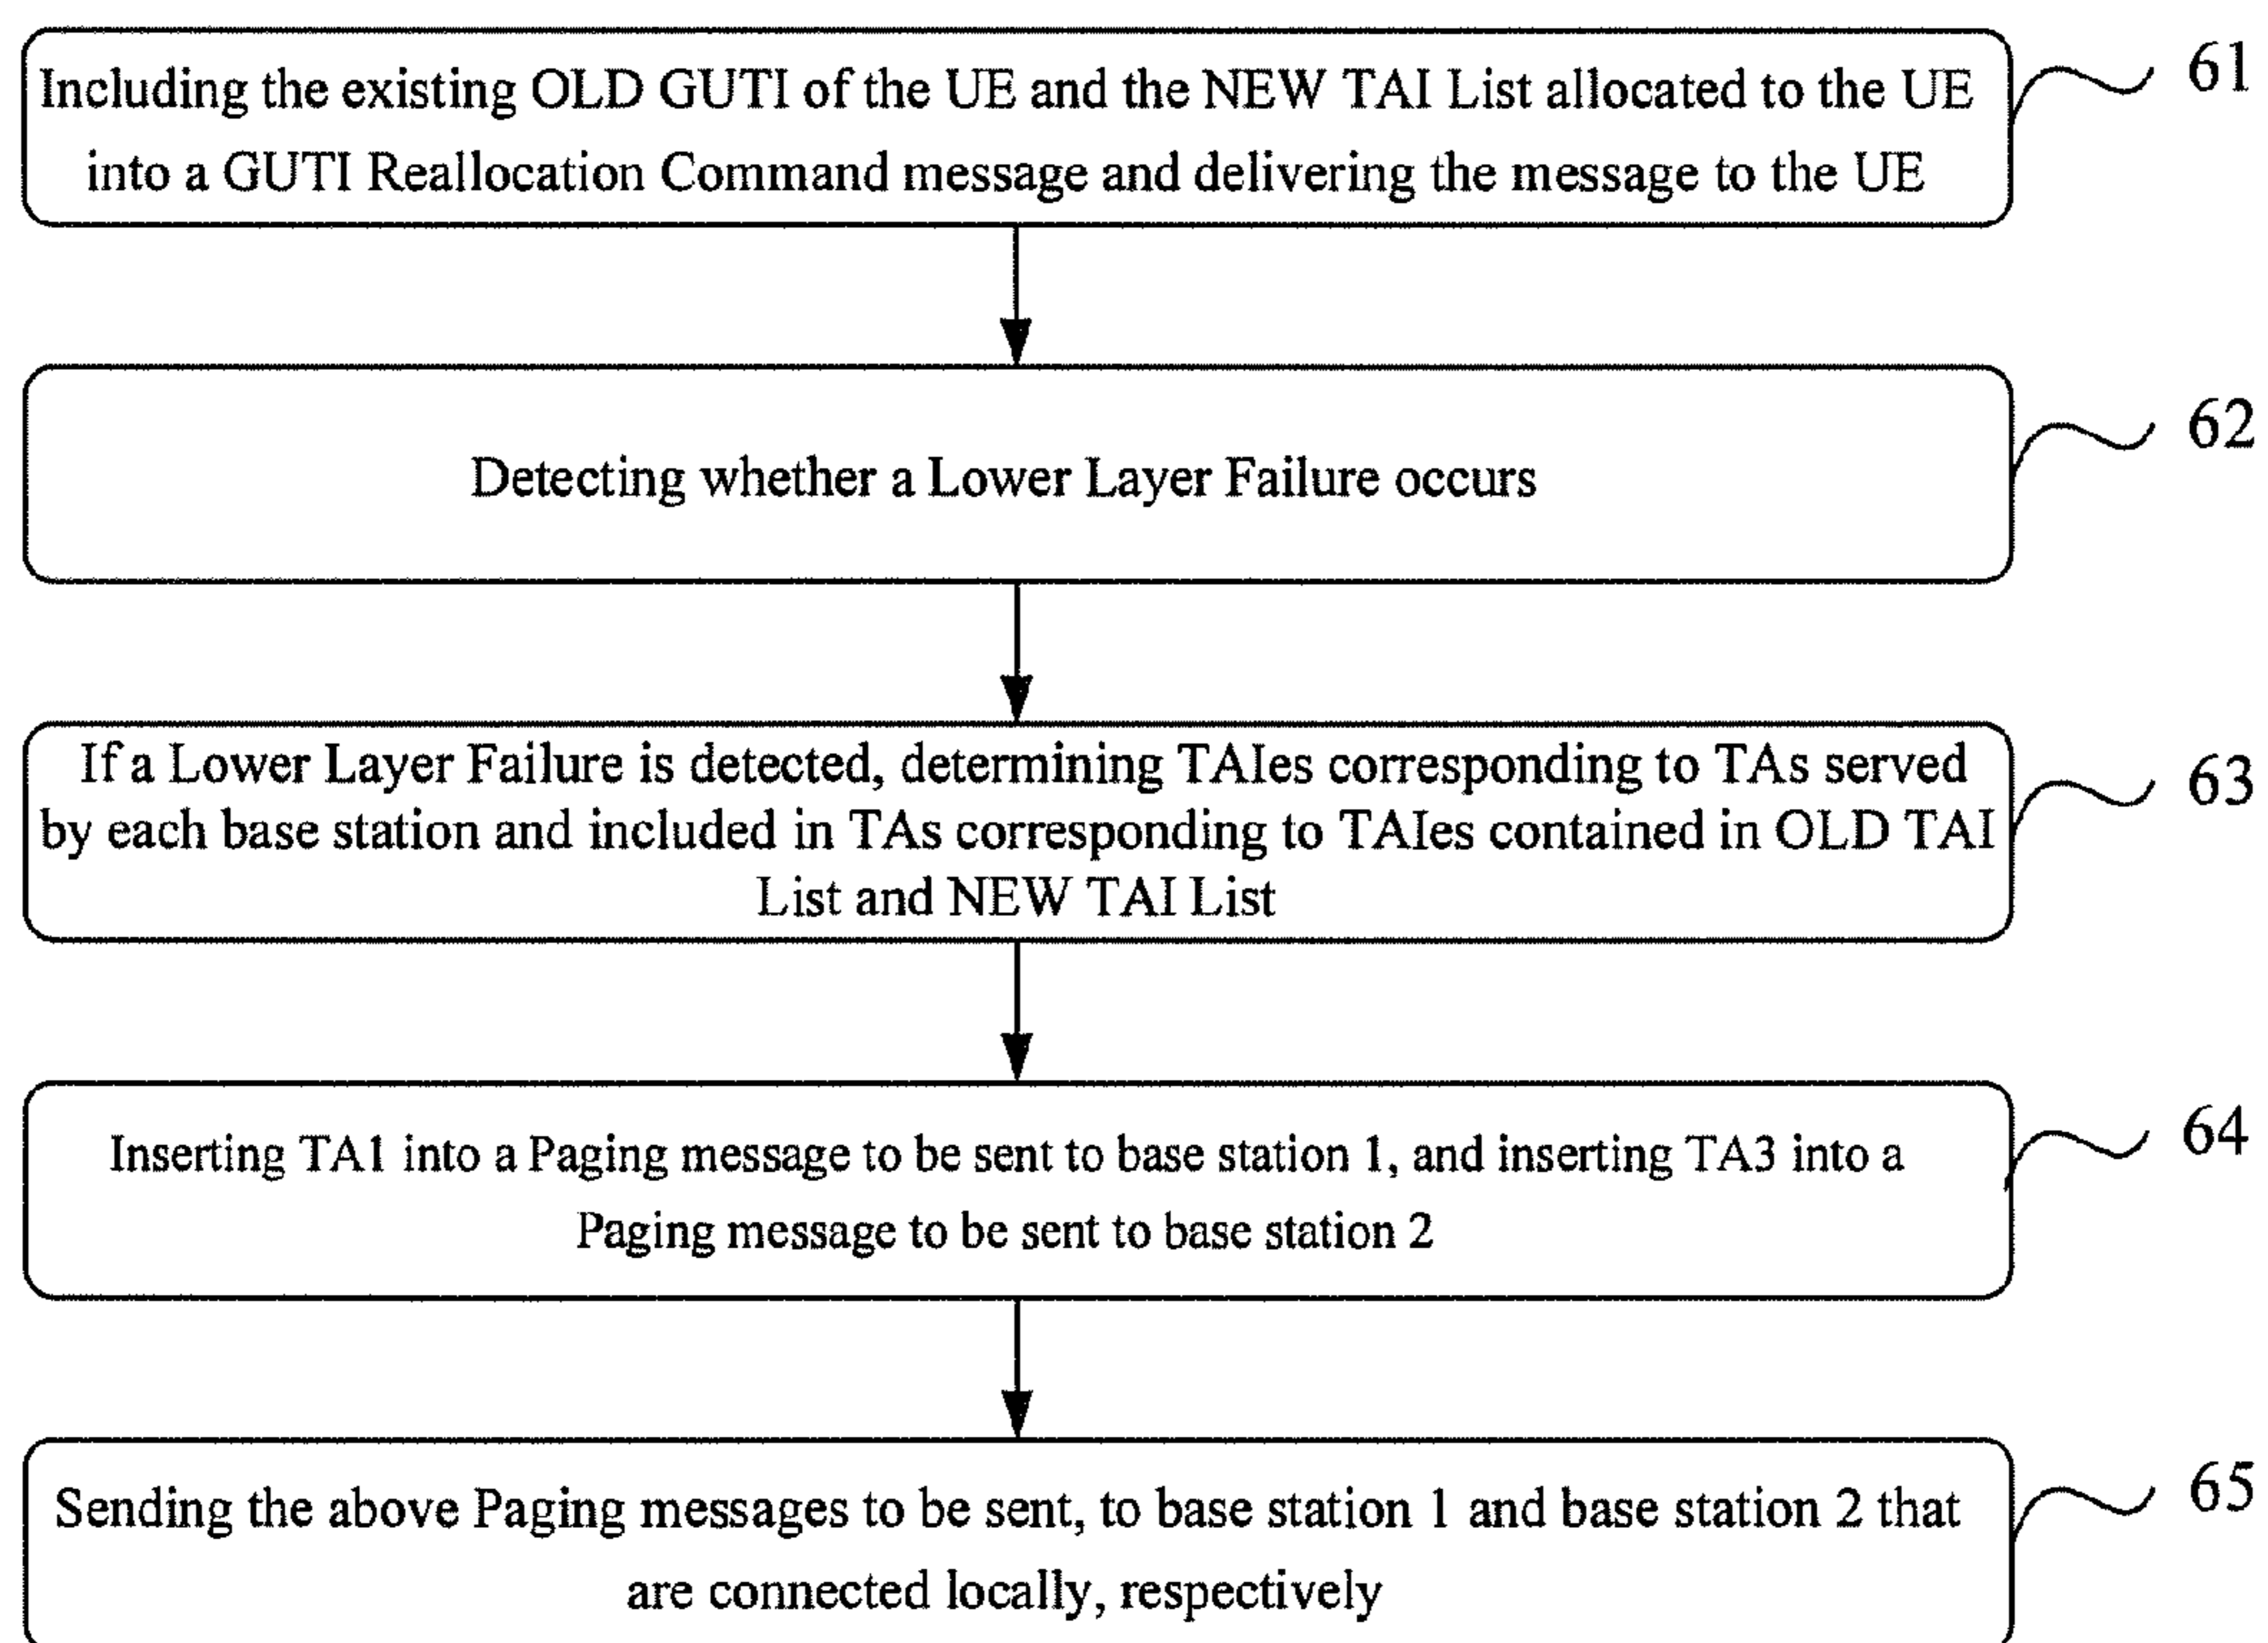 Including the existing OLD GUTI of the UE and the NEW TAI List allocated to the UE
into a GUTI Reallocation Command message and delivering the message to the UE
61
Detecting whether a Lower Layer Failure occurs
62
If a Lower Layer Failure is detected, determining TAIes corresponding to TAs served
by each base station and included in TAs corresponding to TAIes contained in OLD TAI
List and NEW TAI List
63
Inserting TA1 into a Paging message to be sent to base station 1, and inserting TA3 into a
Paging message to be sent to base station 2
64
Sending the above Paging messages to be sent, to base station 1 and base station 2 that
are connected locally, respectively
65